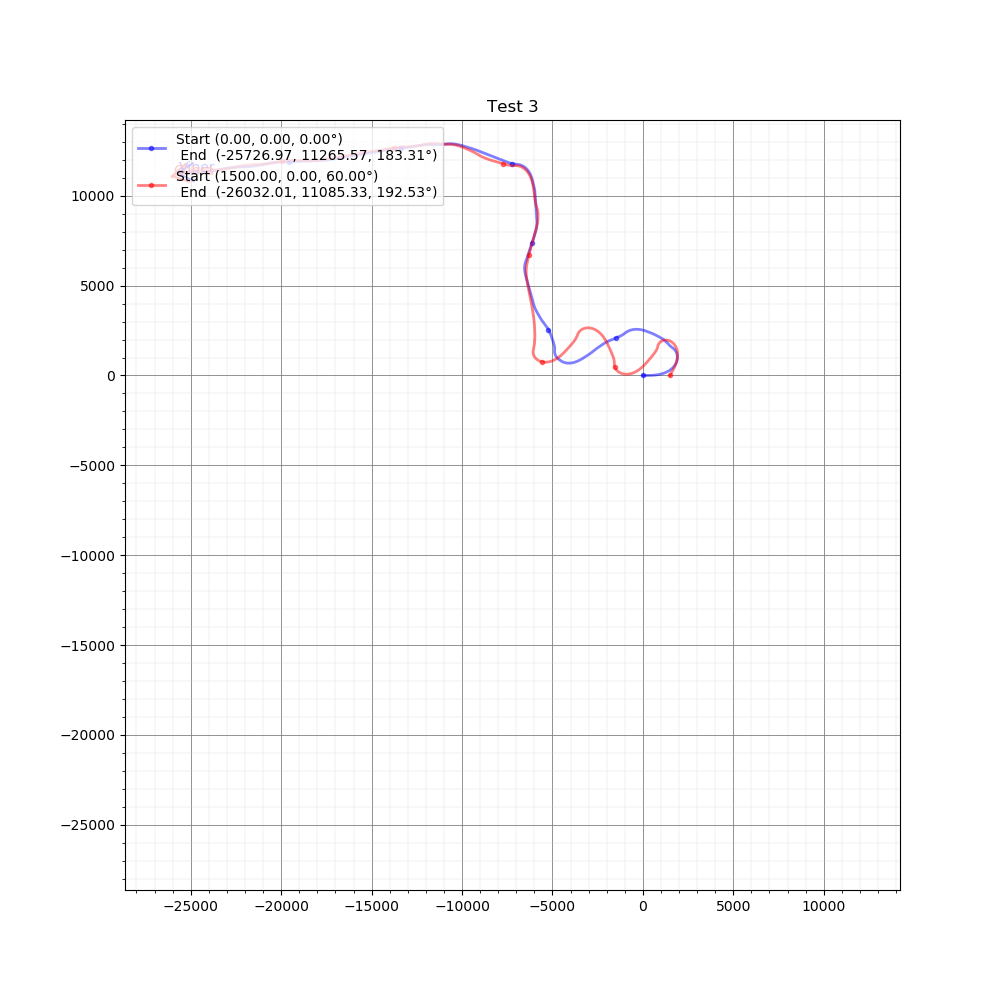 Test 3
Start (0.00, 0.00, 0.00°)
End  (-25726.97, 11265.57, 183.31°)
Start (1500.00, 0.00, 60.00°)
End  (-26032.01, 11085.33, 192.53°)
10000
5000
0
−5000
−10000
−15000
−20000
−25000
−25000 −20000 −15000 −10000 −5000 0 5000 10000